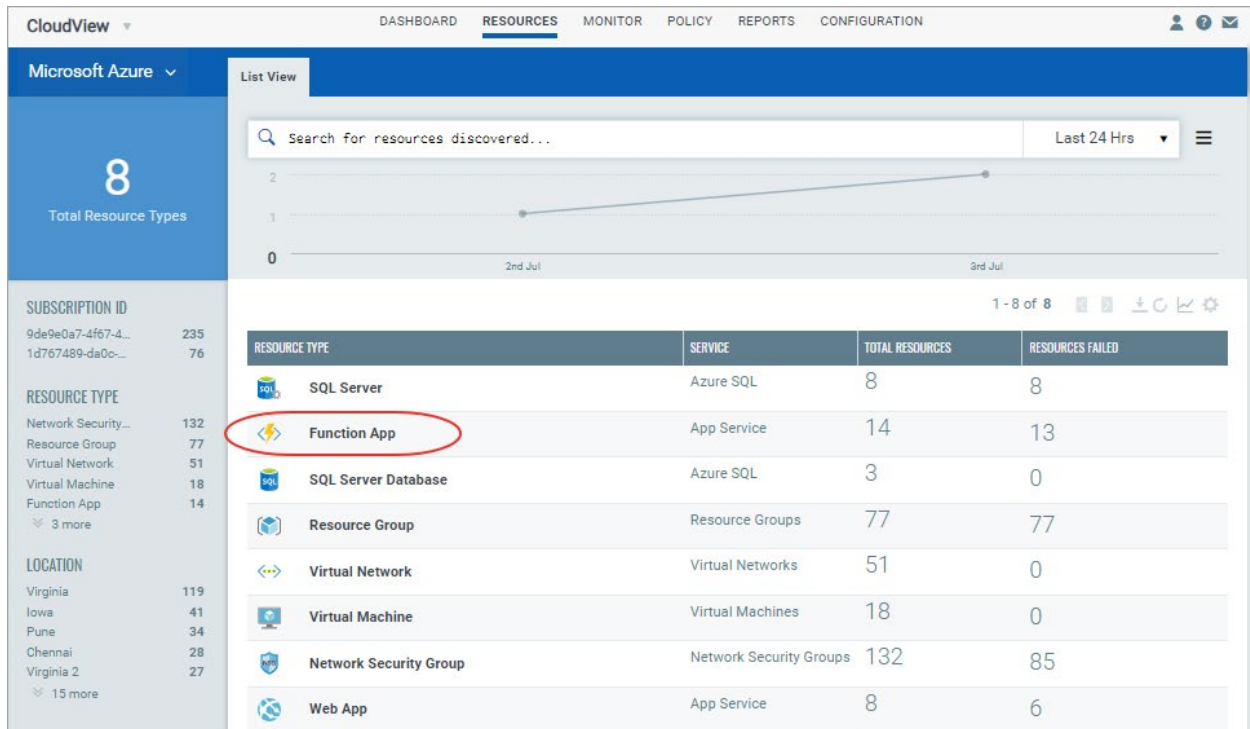 CloudView
DASHBOARD RESOURCES MONITOR POLICY REPORTS CONFIGURATION
Microsoft Azure
List View
8
Total Resource Types
Search for resources discovered...
Last 24 Hrs
2
1
0
2nd Jul
3rd Jul
1 - 8 of 8
SUBSCRIPTION ID
9de9e0a7-4f67-4... 235
1d767489-da0c-... 76
RESOURCE TYPE
Network Security... 132
Resource Group 77
Virtual Network 51
Virtual Machine 18
Function App 14
3 more
LOCATION
Virginia 119
Iowa 41
Pune 34
Chennai 28
Virginia 2 27
15 more
RESOURCE TYPE SERVICE TOTAL RESOURCES RESOURCES FAILED
SQL SQL Server Azure SQL 8 8
Function App App Service 14 13
SQL SQL Server Database Azure SQL 3 0
Resource Group Resource Groups 77 77
Virtual Network Virtual Networks 51 0
Virtual Machine Virtual Machines 18 0
Network Security Group Network Security Groups 132 85
Web App App Service 8 6